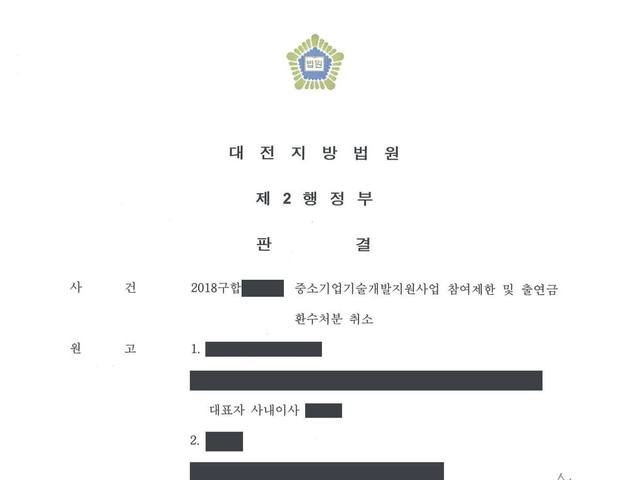 법원
대전지방법원
제2행정부
판 결
사 건 2018구합 중소기업기술개발지원사업 참여제한 및 출연금
환수처분 취소
원 고 1.
대표자 사내이사
2.